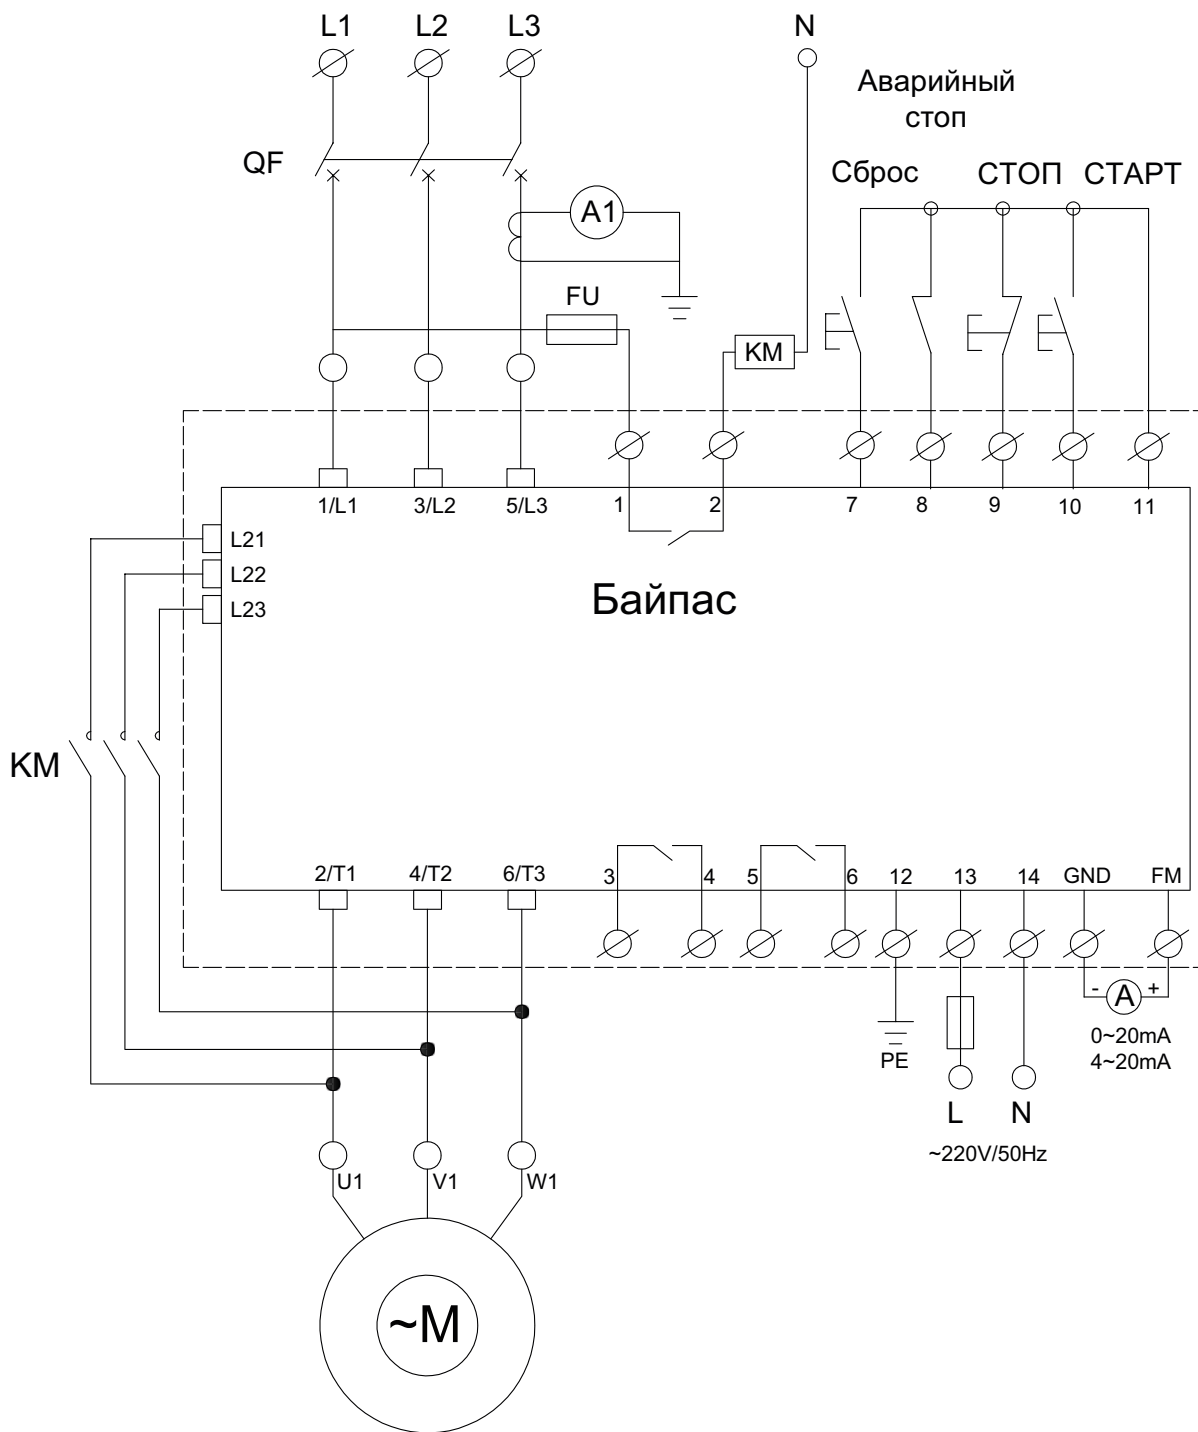 L1 L2 L3 N
Аварийный
стоп
QF
Сброс СТОП СТАРТ
A1
FU
KM
1/L1 3/L2 5/L3 1 2 7 8 9 10 11
L21
L22
L23
Байпас
KM
2/T1 4/T2 6/T3 3 4 5 6 12 13 14 GND FM
- A +
0~20mA
4~20mA
PE
L N
~220V/50Hz
U1 V1 W1
~M